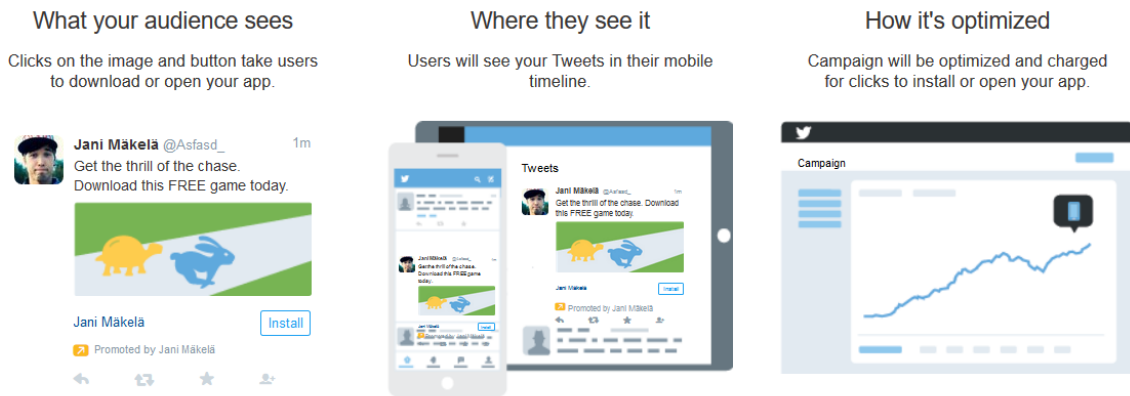 What your audience sees
Clicks on the image and button take users
to download or open your app.
Jani Mäkelä @Asfasd_ 1m
Get the thrill of the chase.
Download this FREE game today.
Jani Mäkelä
Install
Promoted by Jani Mäkelä
Where they see it
Users will see your Tweets in their mobile
timeline.
Jani Mäkelä @Asfasd_
Get the thrill of the chase.
Download this FREE game
today.
Jani Mäkelä
Install
Tweets
Jani Mäkelä @Asfasd_ 1m
Get the thrill of the chase. Download
this FREE game today.
Jani Mäkelä
Install
Promoted by Jani Mäkelä
How it's optimized
Campaign will be optimized and charged
for clicks to install or open your app.
Campaign